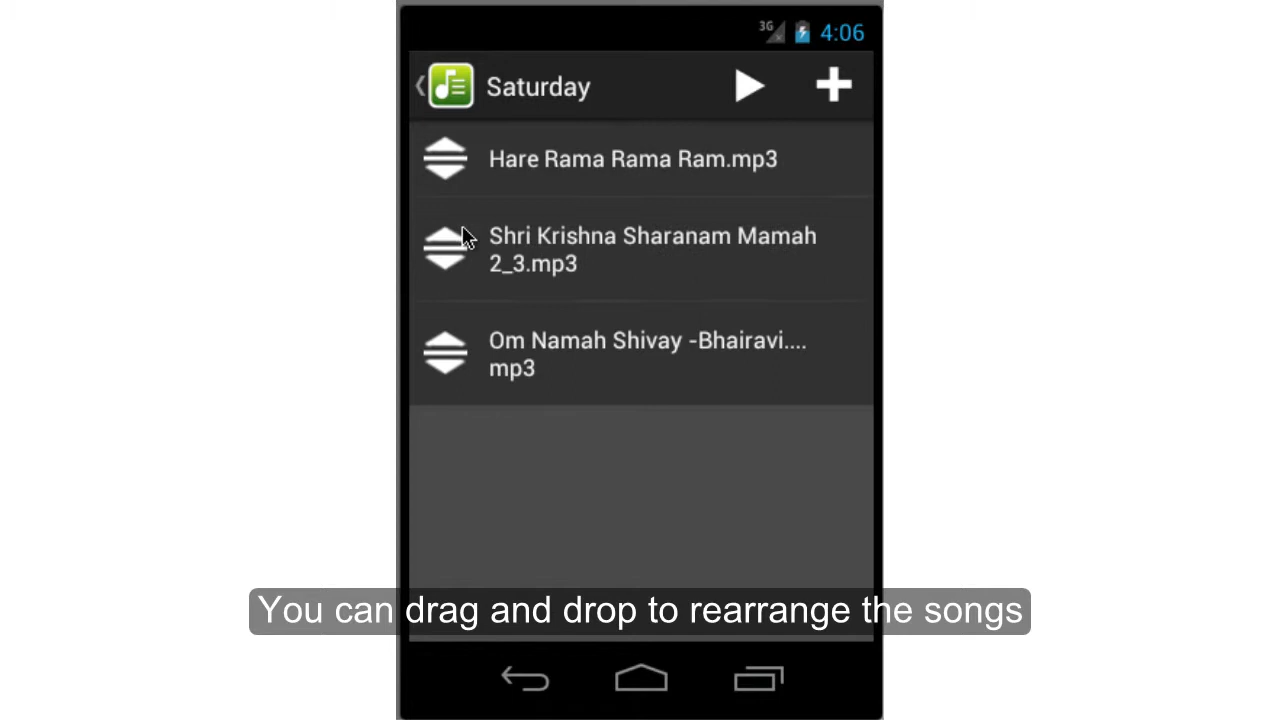 3G 4:06
Saturday
Hare Rama Rama Ram.mp3
Shri Krishna Sharanam Mamah
2_3.mp3
Om Namah Shivay -Bhairavi....
mp3
You can drag and drop to rearrange the songs